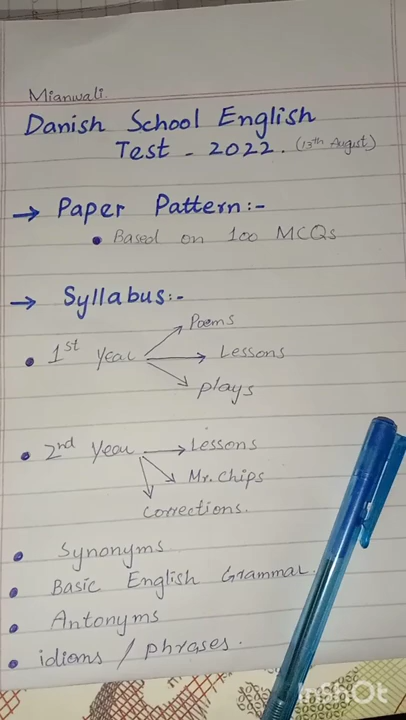 Mianwali.
Danish School English
Test - 2022. (13th August)
→ Paper Pattern:-
• Based on 100 MCQs
→ Syllabus:-
Poems
• 1st Year → Lessons
plays
• 2nd Year → Lessons
Mr. Chips
Corrections.
• Synonyms
• Basic English Grammar.
• Antonyms
• idioms / phrases.
InShot